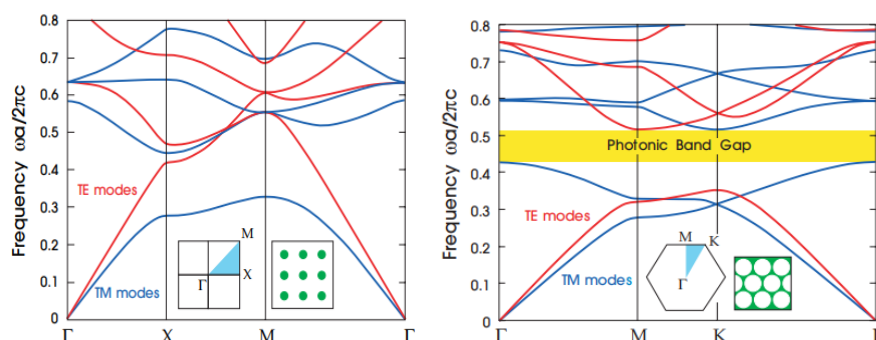 Frequency ωa/2πc
0.8
0.7
0.6
0.5
0.4
0.3
0.2
0.1
0
TE modes
TM modes
M
X
Γ
Γ X M Γ
Frequency ωa/2πc
0.8
0.7
0.6
0.5
0.4
0.3
0.2
0.1
0
Photonic Band Gap
TE modes
TM modes
M K
Γ
Γ M K